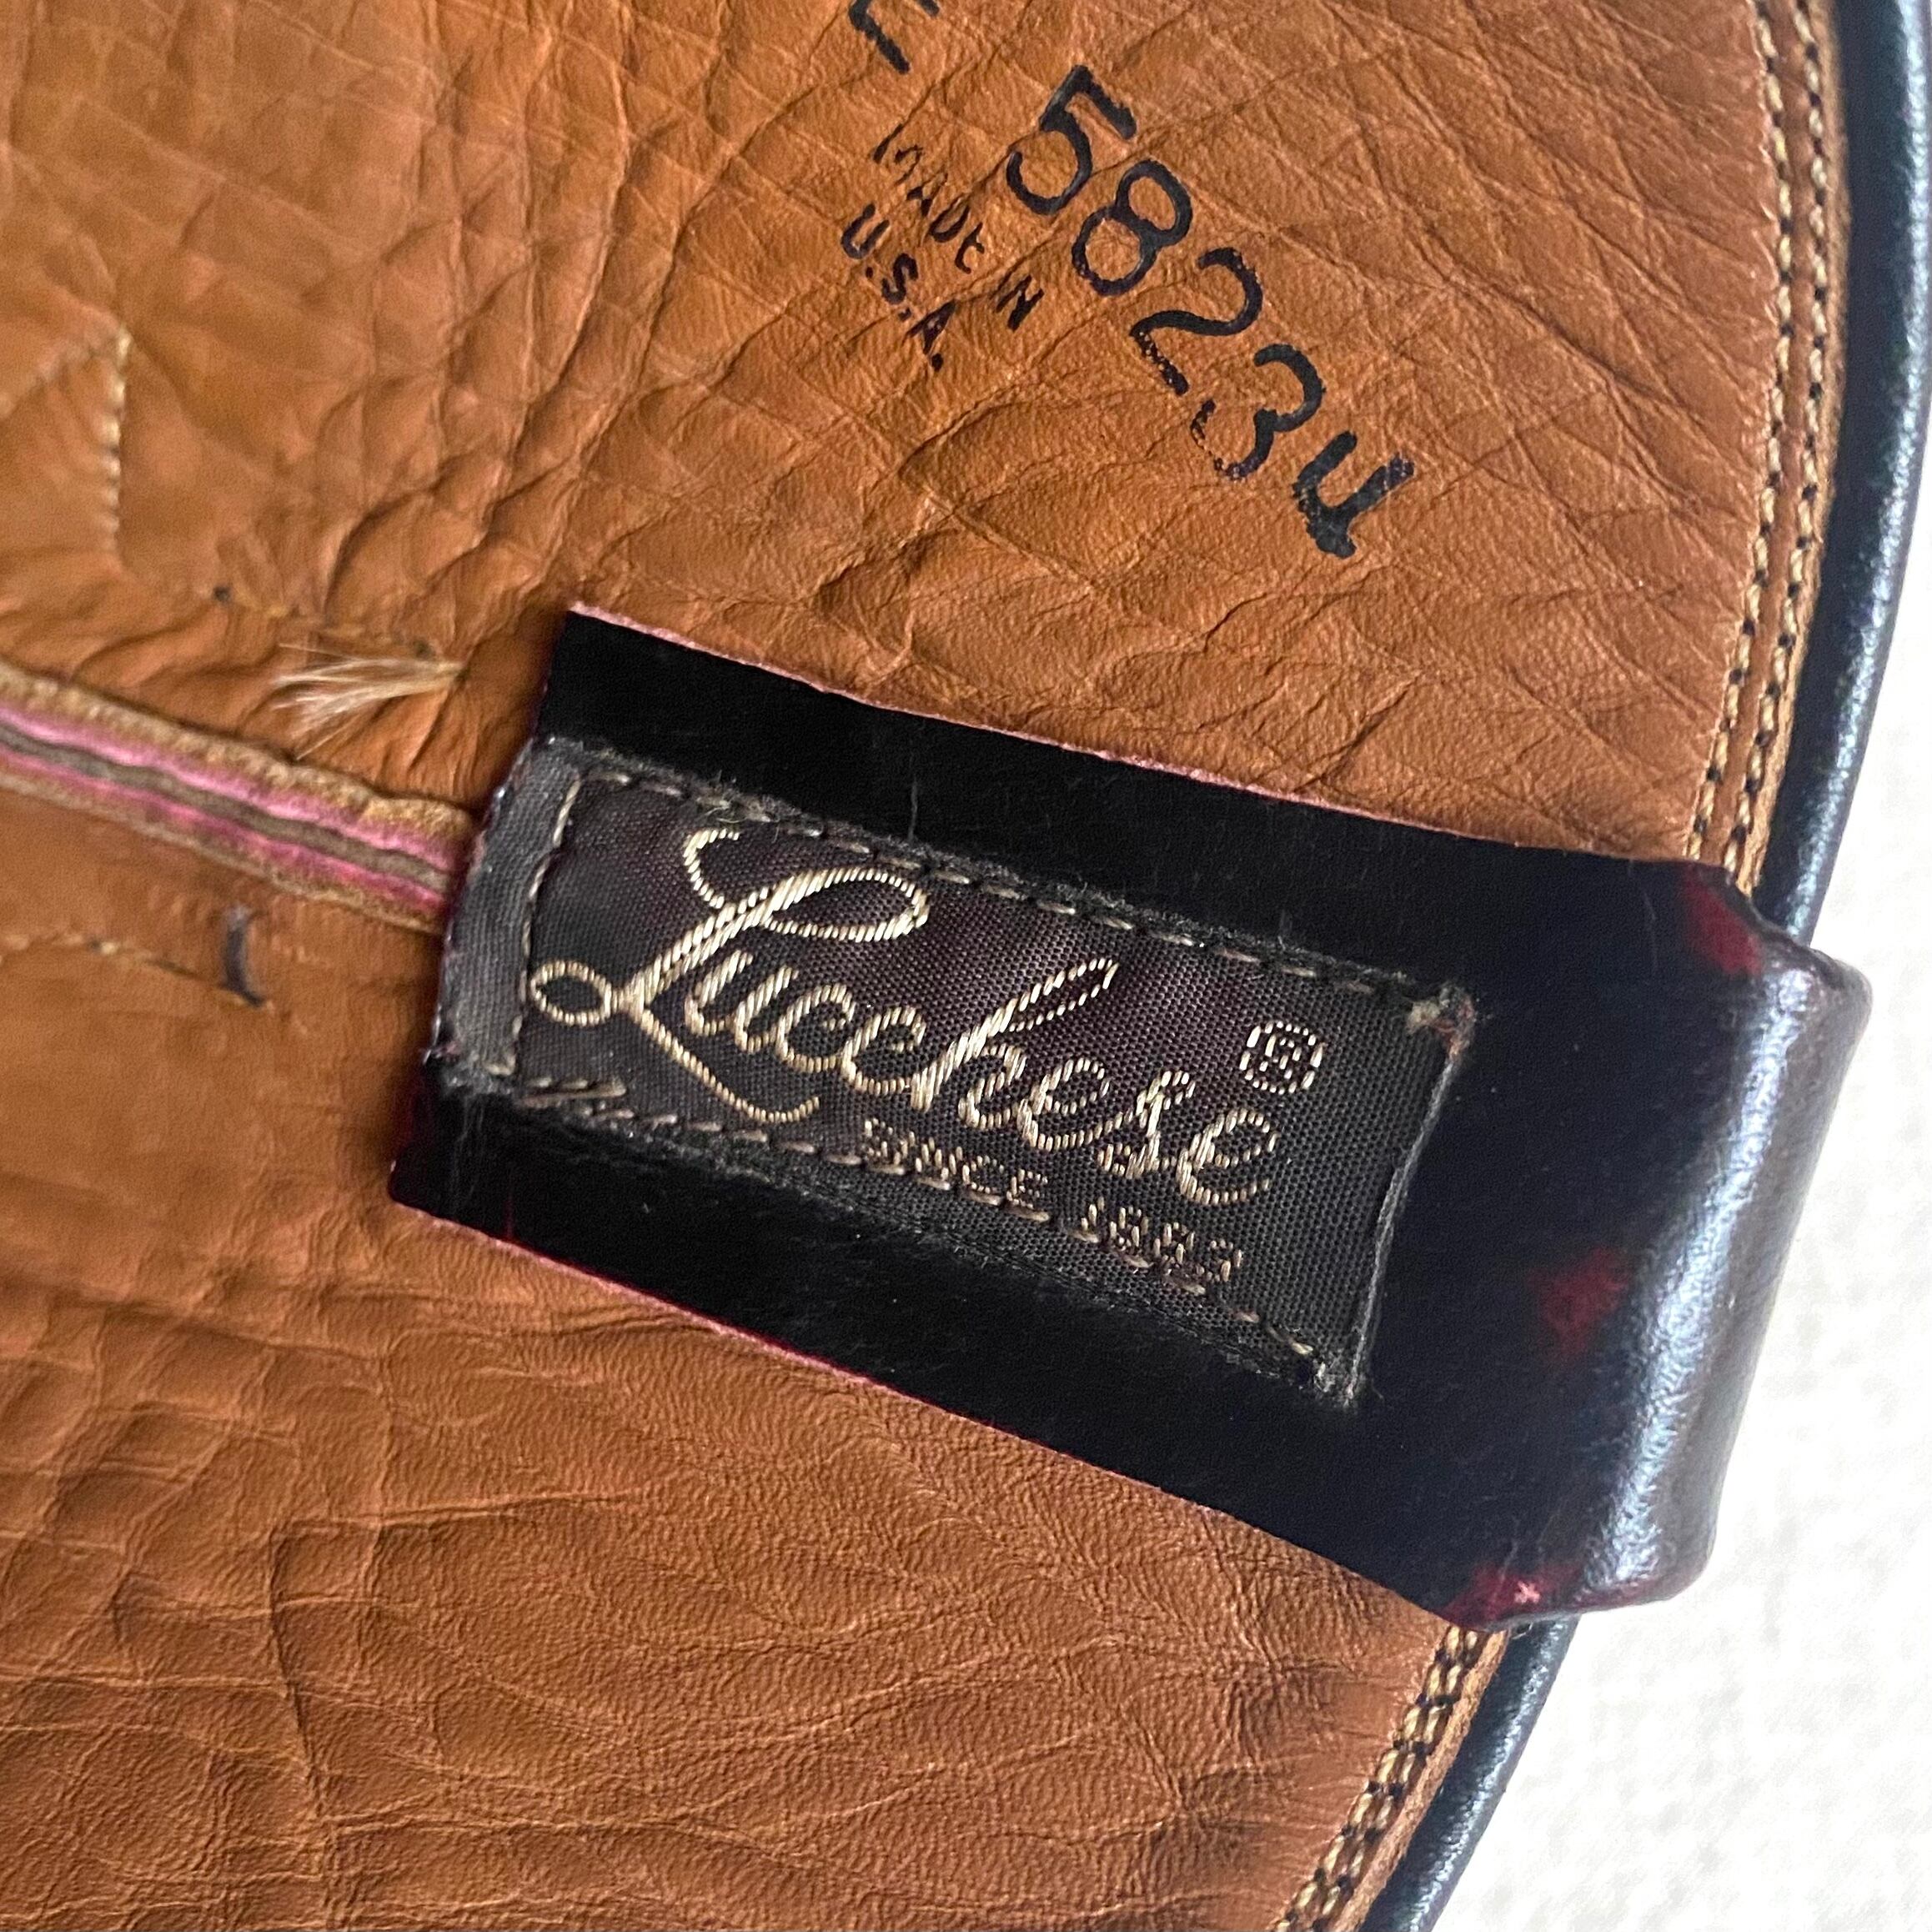 E 5823U
MADE IN
U.S.A.
Lucchese®
SINCE 1883